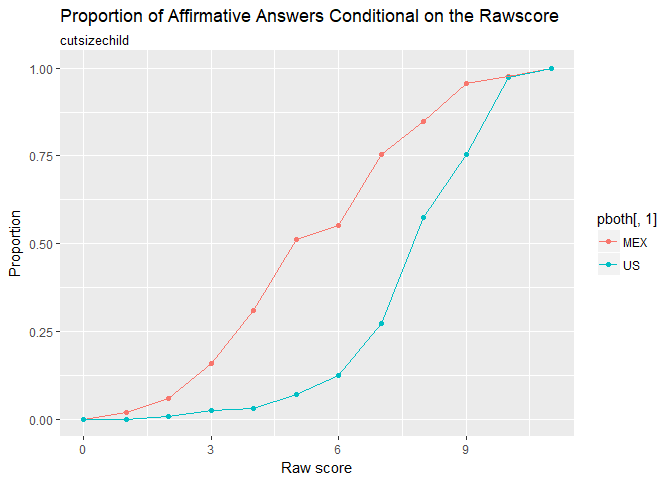 Proportion of Affirmative Answers Conditional on the Rawscore
cutsizechild
1.00
0.75
0.50
0.25
0.00
Proportion
0 3 6 9
Raw score
pboth[, 1]
MEX
US